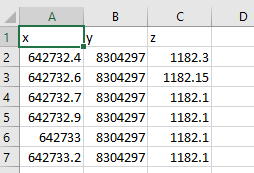 A B C D
1 x y z
2 642732.4 8304297 1182.3
3 642732.6 8304297 1182.15
4 642732.7 8304297 1182.1
5 642732.9 8304297 1182.1
6 642733 8304297 1182.1
7 642733.2 8304297 1182.1